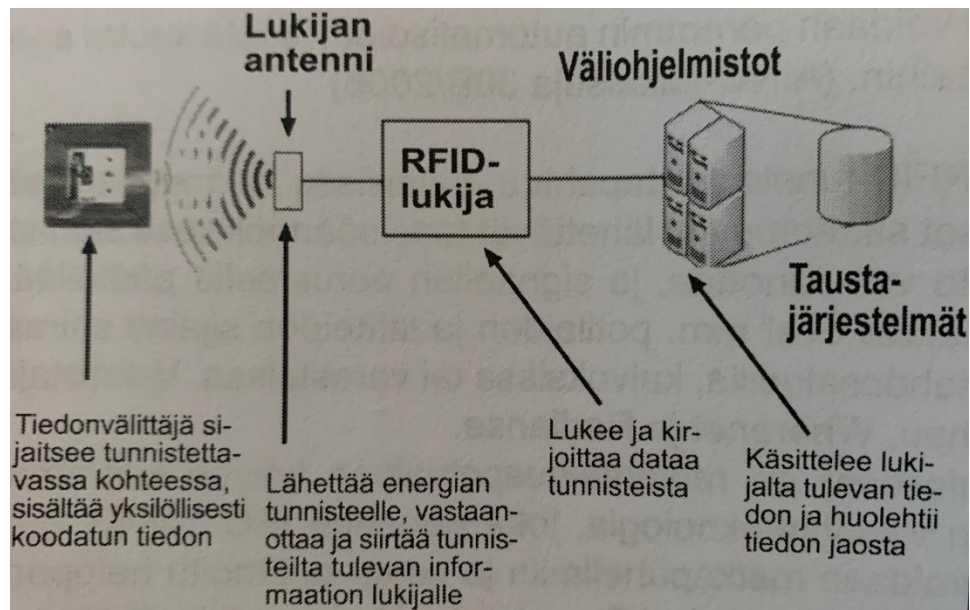 Lukijan
antenni
Väliohjelmistot
RFID-
lukija
Tausta-
järjestelmät
Tiedonvälittäjä si-
jaitsee tunnistetta-
vassa kohteessa,
sisältää yksilöllisesti
koodatun tiedon
Lähettää energian
tunnisteelle, vastaan-
ottaa ja siirtää tunnis-
teilta tulevan infor-
maation lukijalle
Lukee ja kir-
joittaa dataa
tunnisteista
Käsittelee luki-
jalta tulevan tie-
don ja huolehtii
tiedon jaosta